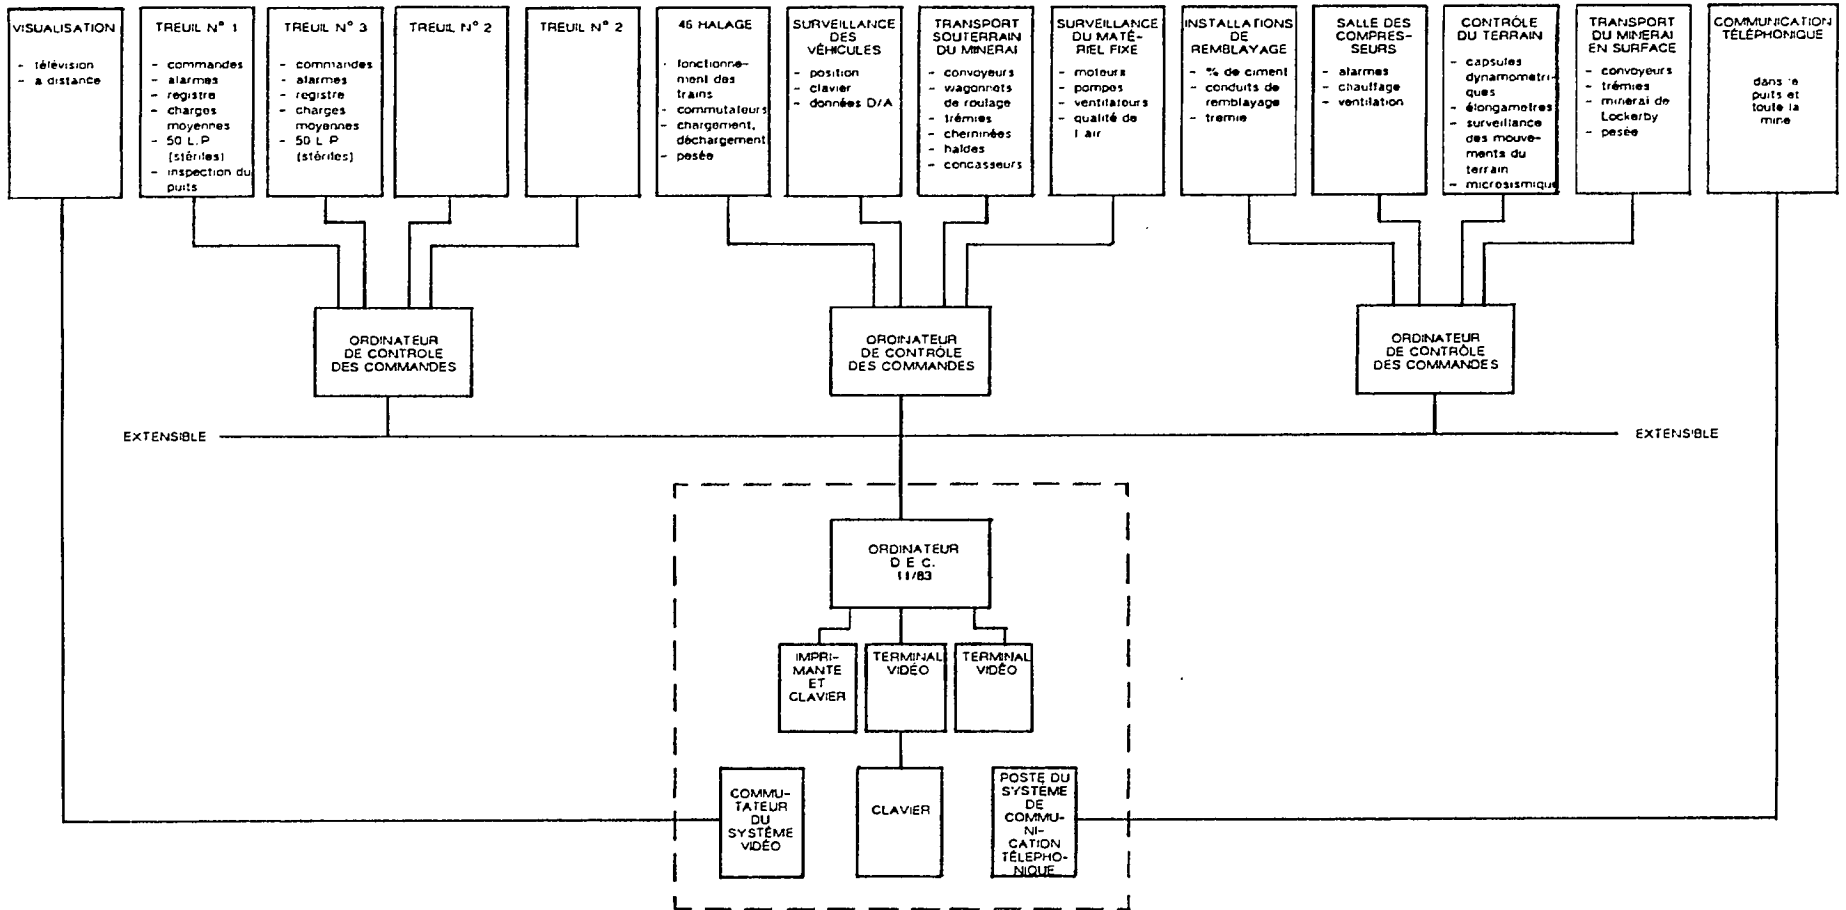 VISUALISATION
- télévision
- a distance
TREUIL N° 1
- commandes
- alarmes
- registre
- charges
moyennes
- 50 L.P
(stériles)
- inspection du
puits
TREUIL N° 3
- commandes
- alarmes
- registre
- charges
moyennes
- 50 L P
(stériles)
TREUIL N° 2
TREUIL N° 2
46 HALAGE
- fonctionne-
ment des
trains
- commutateurs
- chargement,
déchargement
- pesée
SURVEILLANCE
DES
VÉHICULES
- position
- clavier
- données D/A
TRANSPORT
SOUTERRAIN
DU MINERAI
- convoyeurs
- wagonnets
de roulage
- trémies
- cheminées
- haldes
- concasseurs
SURVEILLANCE
DU MATÉ-
RIEL FIXE
- moteurs
- pompes
- ventilateurs
- qualité de
l air
INSTALLATIONS
DE
REMBLAYAGE
- % de ciment
- conduits de
remblayage
- tremie
SALLE DES
COMPRES-
SEURS
- alarmes
- chauffage
- ventilation
CONTRÔLE
DU TERRAIN
- capsules
dynamométri-
ques
- élongamètres
- surveillance
des mouve-
ments du
terrain
- microsismique
TRANSPORT
DU MINERAI
EN SURFACE
- convoyeurs
- trémies
- minerai de
Lockerby
- pesée
COMMUNICATION
TÉLÉPHONIQUE
dans le
puits et
toute la
mine
ORDINATEUR
DE CONTROLE
DES COMMANDES
ORDINATEUR
DE CONTRÔLE
DES COMMANDES
ORDINATEUR
DE CONTRÔLE
DES COMMANDES
EXTENSIBLE
EXTENSIBLE
ORDINATEUR
D E C.
11/83
IMPRI-
MANTE
ET
CLAVIER
TERMINAL
VIDÉO
TERMINAL
VIDÉO
COMMU-
TATEUR
DU
SYSTÈME
VIDÉO
CLAVIER
POSTE DU
SYSTÈME
DE
COMMU-
NI-
CATION
TÉLEPHO-
NIQUE